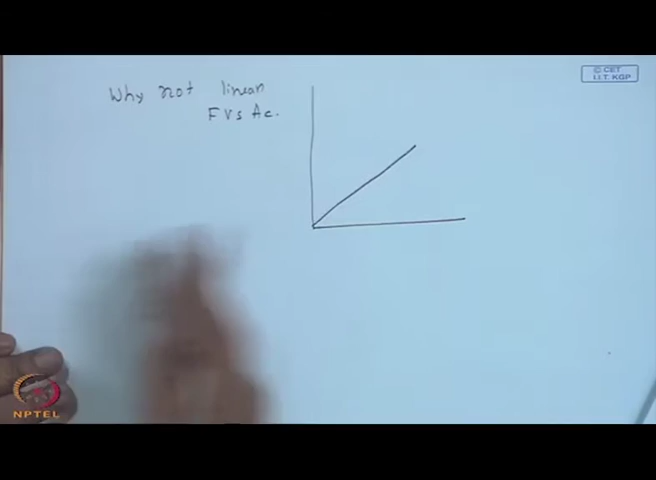 © CET
I.I.T. KGP
Why not linear
F Vs Ac.
NPTEL